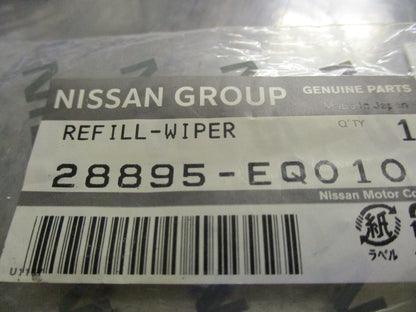 NISSAN GROUP
GENUINE PARTS
Made in Japan
REFILL-WIPER
Q'TY
1
28895-EQ010
Nissan Motor Co
紙
ラベル